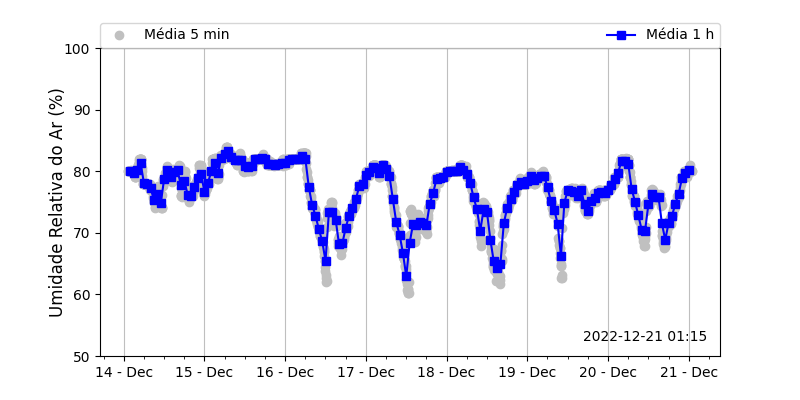 Média 5 min Média 1 h
Umidade Relativa do Ar (%)
100
90
80
70
60
50
2022-12-21 01:15
14 - Dec 15 - Dec 16 - Dec 17 - Dec 18 - Dec 19 - Dec 20 - Dec 21 - Dec